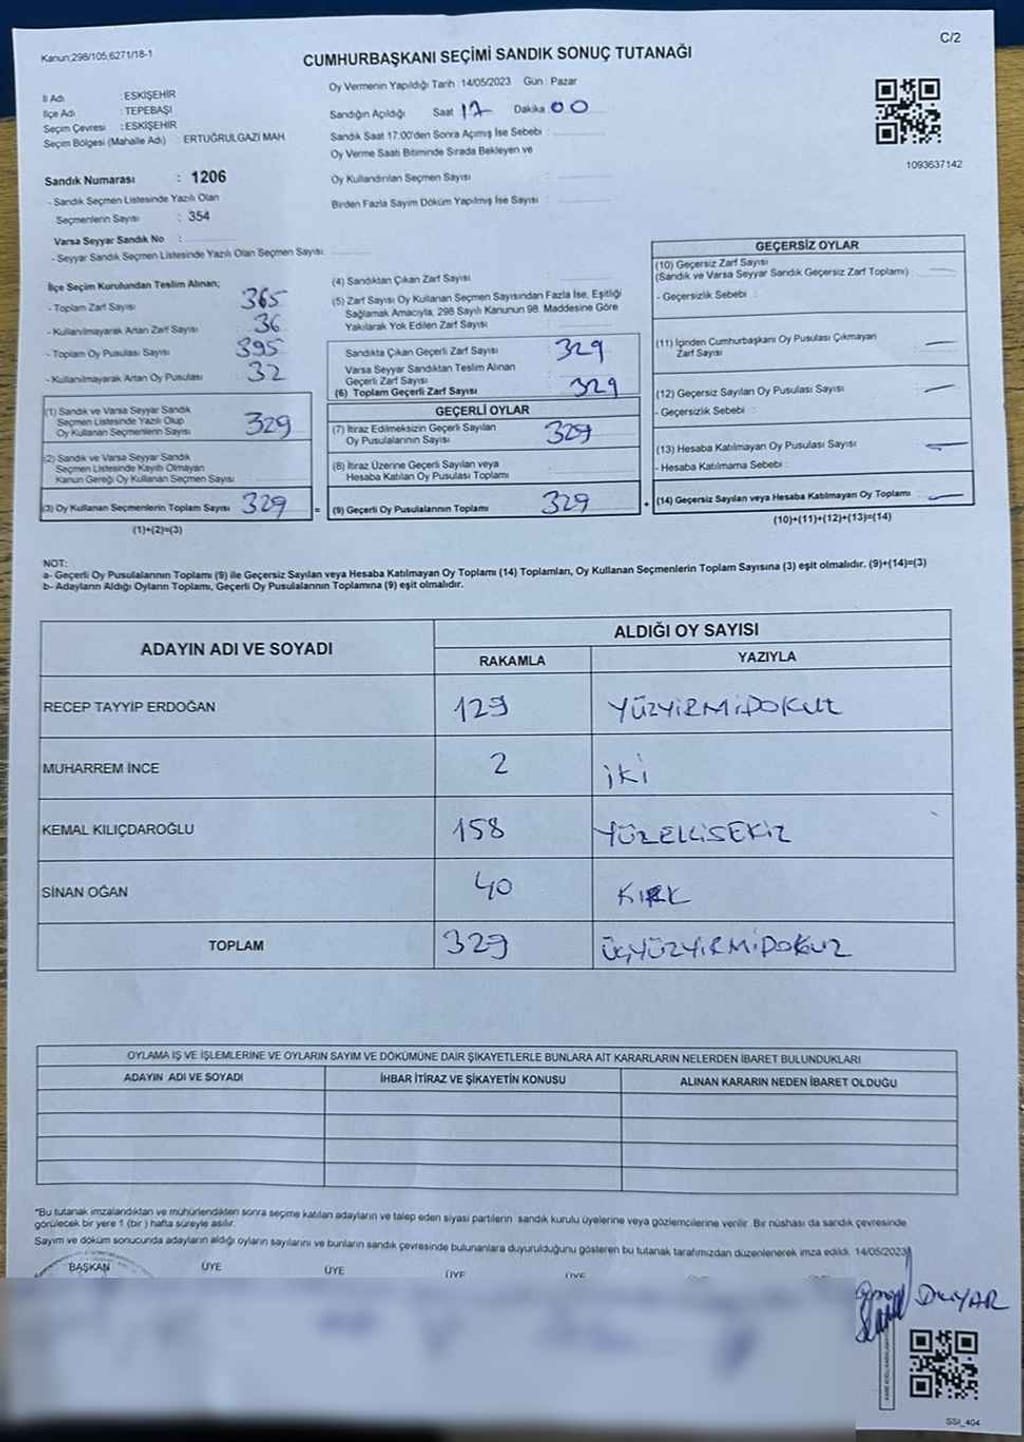 Kanun;298/105;6271/18-1
C/2
CUMHURBAŞKANI SEÇİMİ SANDIK SONUÇ TUTANAĞI
İl Adı : ESKİŞEHİR
İlçe Adı : TEPEBAŞI
Seçim Çevresi : ESKİŞEHİR
Seçim Bölgesi (Mahalle Adı) : ERTUĞRULGAZİ MAH
Sandık Numarası : 1206
- Sandık Seçmen Listesinde Yazılı Olan
Seçmenlerin Sayısı : 354
Varsa Seyyar Sandık No :
- Seyyar Sandık Seçmen Listesinde Yazılı Olan Seçmen Sayısı:
Oy Vermenin Yapıldığı Tarih : 14/05/2023 Gün : Pazar
Sandığın Açıldığı Saat 17 Dakika 00
Sandık Saat 17:00'den Sonra Açımış İse Sebebi :
Oy Verme Saati Bitiminde Sırada Bekleyen ve
Oy Kullandırılan Seçmen Sayısı :
Birden Fazla Sayım Döküm Yapılmış İse Sayısı :
1093637142
İlçe Seçim Kurulundan Teslim Alınan;
- Toplam Zarf Sayısı 365
- Kullanılmayarak Artan Zarf Sayısı 36
- Toplam Oy Pusulası Sayısı 395
- Kullanılmayarak Artan Oy Pusulası 32
(1) Sandık ve Varsa Seyyar Sandık
Seçmen Listesinde Yazılı Olup
Oy Kullanan Seçmenlerin Sayısı 329
(2) Sandık ve Varsa Seyyar Sandık
Seçmen Listesinde Kayıtlı Olmayan
Kanun Gereği Oy Kullanan Seçmen Sayısı
(3) Oy Kullanan Seçmenlerin Toplam Sayısı 329 =
(1)+(2)=(3)
(4) Sandıktan Çıkan Zarf Sayısı
(5) Zarf Sayısı Oy Kullanan Seçmen Sayısından Fazla İse, Eşitliği
Sağlamak Amacıyla, 298 Sayılı Kanunun 98. Maddesine Göre
Yakılarak Yok Edilen Zarf Sayısı
Sandıkta Çıkan Geçerli Zarf Sayısı 329
Varsa Seyyar Sandıktan Teslim Alınan
Geçerli Zarf Sayısı
(6) Toplam Geçerli Zarf Sayısı 329
GEÇERLİ OYLAR
(7) İtiraz Edilmeksizin Geçerli Sayılan
Oy Pusulalarının Sayısı 329
(8) İtiraz Üzerine Geçerli Sayılan veya
Hesaba Katılan Oy Pusulası Toplamı
(9) Geçerli Oy Pusulalarının Toplamı 329 +
GEÇERSİZ OYLAR
(10) Geçersiz Zarf Sayısı
(Sandık ve Varsa Seyyar Sandık Geçersiz Zarf Toplamı)
- Geçersizlik Sebebi :
(11) İçinden Cumhurbaşkanı Oy Pusulası Çıkmayan
Zarf Sayısı
(12) Geçersiz Sayılan Oy Pusulası Sayısı
- Geçersizlik Sebebi :
(13) Hesaba Katılmayan Oy Pusulası Sayısı
- Hesaba Katılmama Sebebi :
(14) Geçersiz Sayılan veya Hesaba Katılmayan Oy Toplamı
(10)+(11)+(12)+(13)=(14)
NOT:
a- Geçerli Oy Pusulalarının Toplamı (9) ile Geçersiz Sayılan veya Hesaba Katılmayan Oy Toplamı (14) Toplamları, Oy Kullanan Seçmenlerin Toplam Sayısına (3) eşit olmalıdır. (9)+(14)=(3)
b- Adayların Aldığı Oyların Toplamı, Geçerli Oy Pusulalarının Toplamına (9) eşit olmalıdır.
ADAYIN ADI VE SOYADI
ALDIĞI OY SAYISI
RAKAMLA YAZIYLA
RECEP TAYYİP ERDOĞAN 129 YÜZYİRMİDOKUZ
MUHARREM İNCE 2 İKİ
KEMAL KILIÇDAROĞLU 158 YÜZELLİSEKİZ
SİNAN OĞAN 40 KIRK
TOPLAM 329 ÜÇYÜZYİRMİDOKUZ
OYLAMA İŞ VE İŞLEMLERİNE VE OYLARIN SAYIM VE DÖKÜMÜNE DAİR ŞİKAYETLERLE BUNLARA AİT KARARLARIN NELERDEN İBARET BULUNDUKLARI
ADAYIN ADI VE SOYADI İHBAR İTİRAZ VE ŞİKAYETİN KONUSU ALINAN KARARIN NEDEN İBARET OLDUĞU
"Bu tutanak imzalandıktan ve mühürlendikten sonra seçime katılan adayların ve talep eden siyasi partilerin sandık kurulu üyelerine veya gözlemcilerine verilir. Bir nüshası da sandık çevresinde
görülecek bir yere 1 (bir ) hafta süreyle asılır.
Sayım ve döküm sonucunda adayların aldığı oyların sayılarını ve bunların sandık çevresinde bulunanlara duyurulduğunu gösteren bu tutanak tarafımızdan düzenlenerek imza edildi. 14/05/2023
BAŞKAN ÜYE ÜYE ÜYE ÜYE
DUYAR
SSI_404